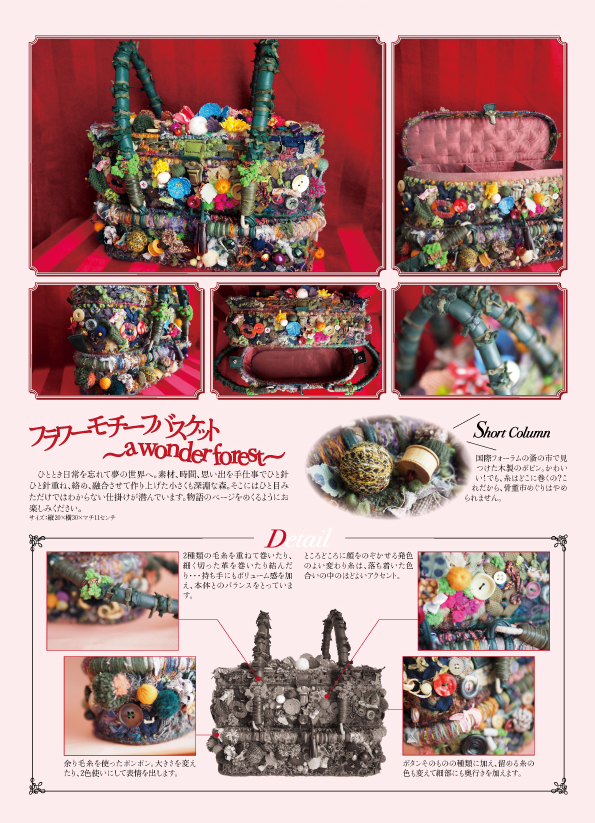 フラワーモチーフバスケット
～a wonder forest～
ひととき日常を忘れて夢の世界へ。素材、時間、思い出を手仕事でひと針
ひと針重ね、絡め、融合させて作り上げた小さくも深淵な森。そこにはひと目み
ただけではわからない仕掛けが潜んでいます。物語のページをめくるようにお
楽しみください。
サイズ：縦20×横30×マチ11センチ
Short Column
国際フォーラムの蚤の市で見
つけた木製のボビン。かわい
い！でも、糸はどこに巻くの？こ
れだから、骨董市めぐりはやめ
られません。
Detail
2種類の毛糸を重ねて巻いたり、
細く切った革を巻いたり結んだ
り・・・持ち手にもボリューム感を加
え、本体とのバランスをとっていま
す。
ところどころに顔をのぞかせる発色
のよい変わり糸は、落ち着いた色
合いの中のほどよいアクセント。
余り毛糸を使ったボンボン。大きさを変え
たり、2色使いにして表情を出します。
ボタンそのものの種類に加え、留める糸の
色も変えて細部にも奥行きを加えます。